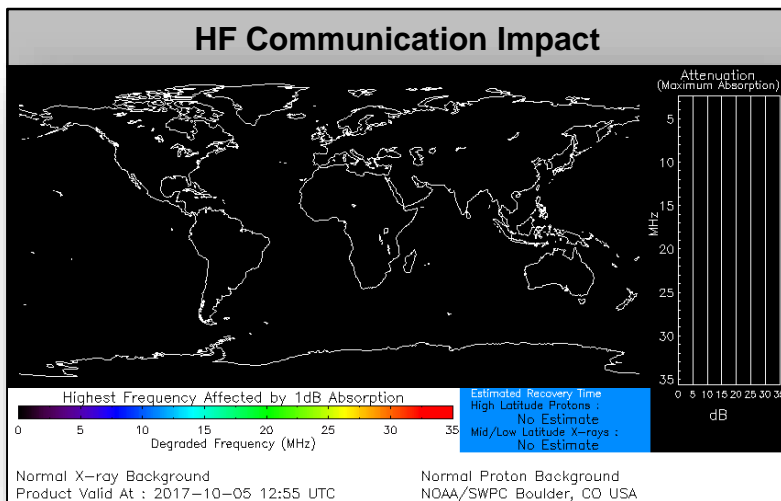 HF Communication Impact
Attenuation
(Maximum Absorption)
5
10
15
20
25
30
35
MHz
0 5 10 15 20 25 30 35
dB
Highest Frequency Affected by 1dB Absorption
0 5 10 15 20 25 30 35
Degraded Frequency (MHz)
Estimated Recovery Time
High Latitude Protons :
No Estimate
Mid/Low Latitude X-rays :
No Estimate
Normal X-ray Background
Product Valid At : 2017-10-05 12:55 UTC
Normal Proton Background
NOAA/SWPC Boulder, CO USA